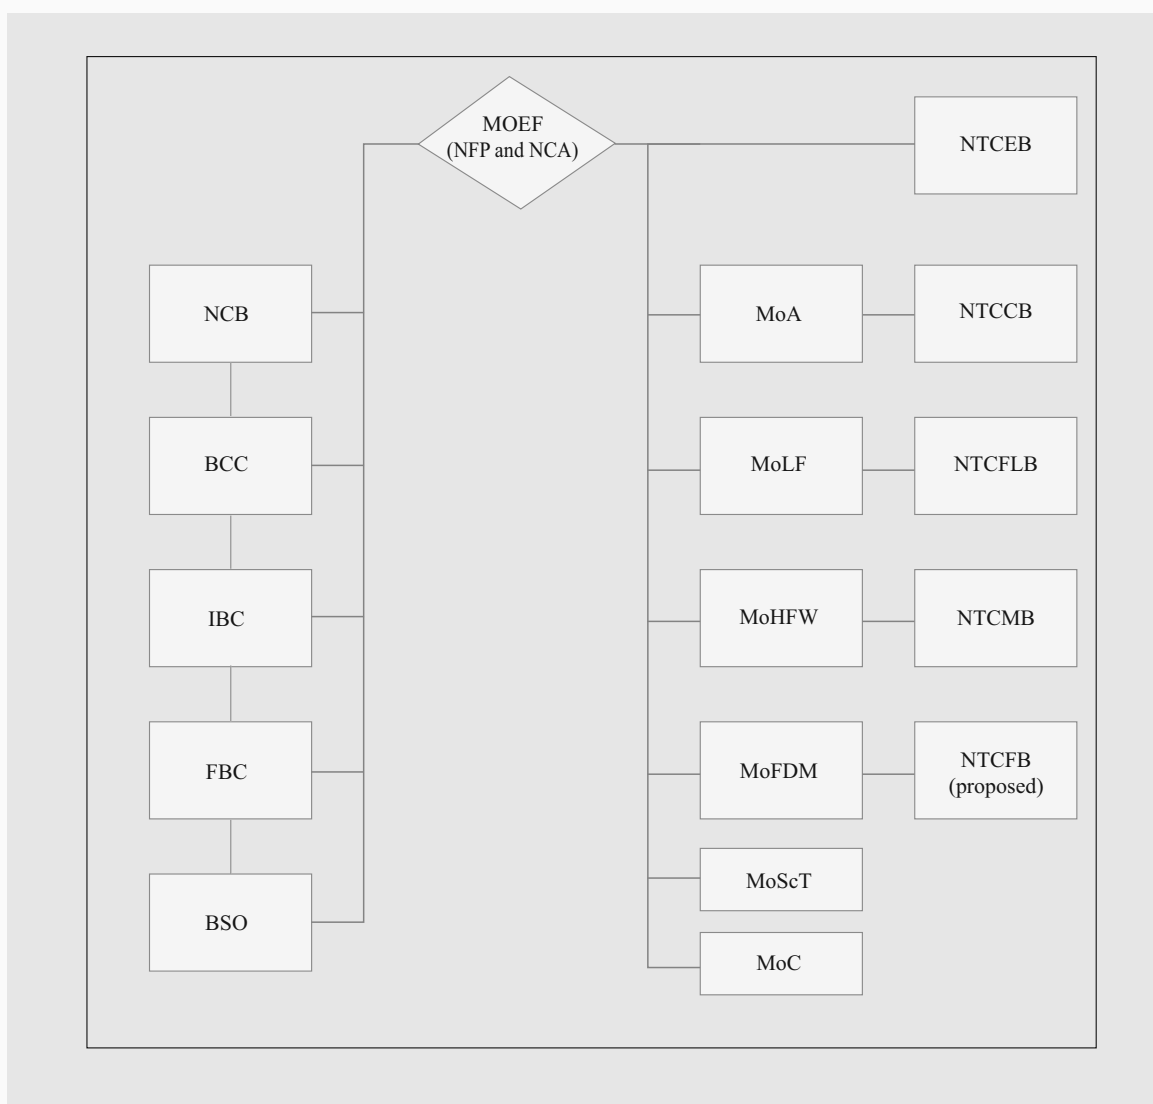 MOEF
(NFP and NCA)
NTCEB
NCB
MoA
NTCCB
BCC
MoLF
NTCFLB
IBC
MoHFW
NTCMB
FBC
MoFDM
NTCFB
(proposed)
MoScT
BSO
MoC